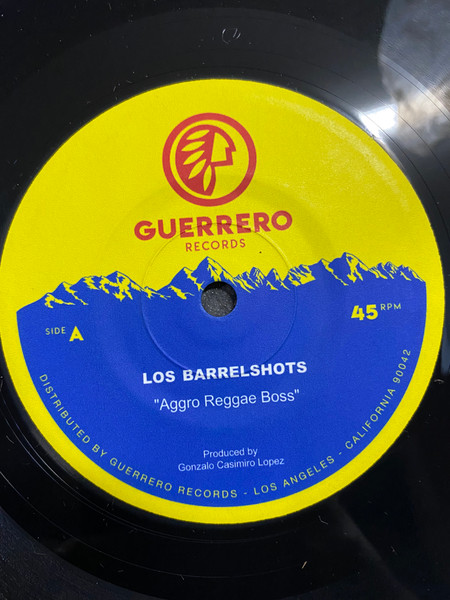 GUERRERO
RECORDS
SIDE A
45 RPM
LOS BARRELSHOTS
"Aggro Reggae Boss"
Produced by
Gonzalo Casimiro Lopez
DISTRIBUTED BY GUERRERO RECORDS - LOS ANGELES - CALIFORNIA 90042